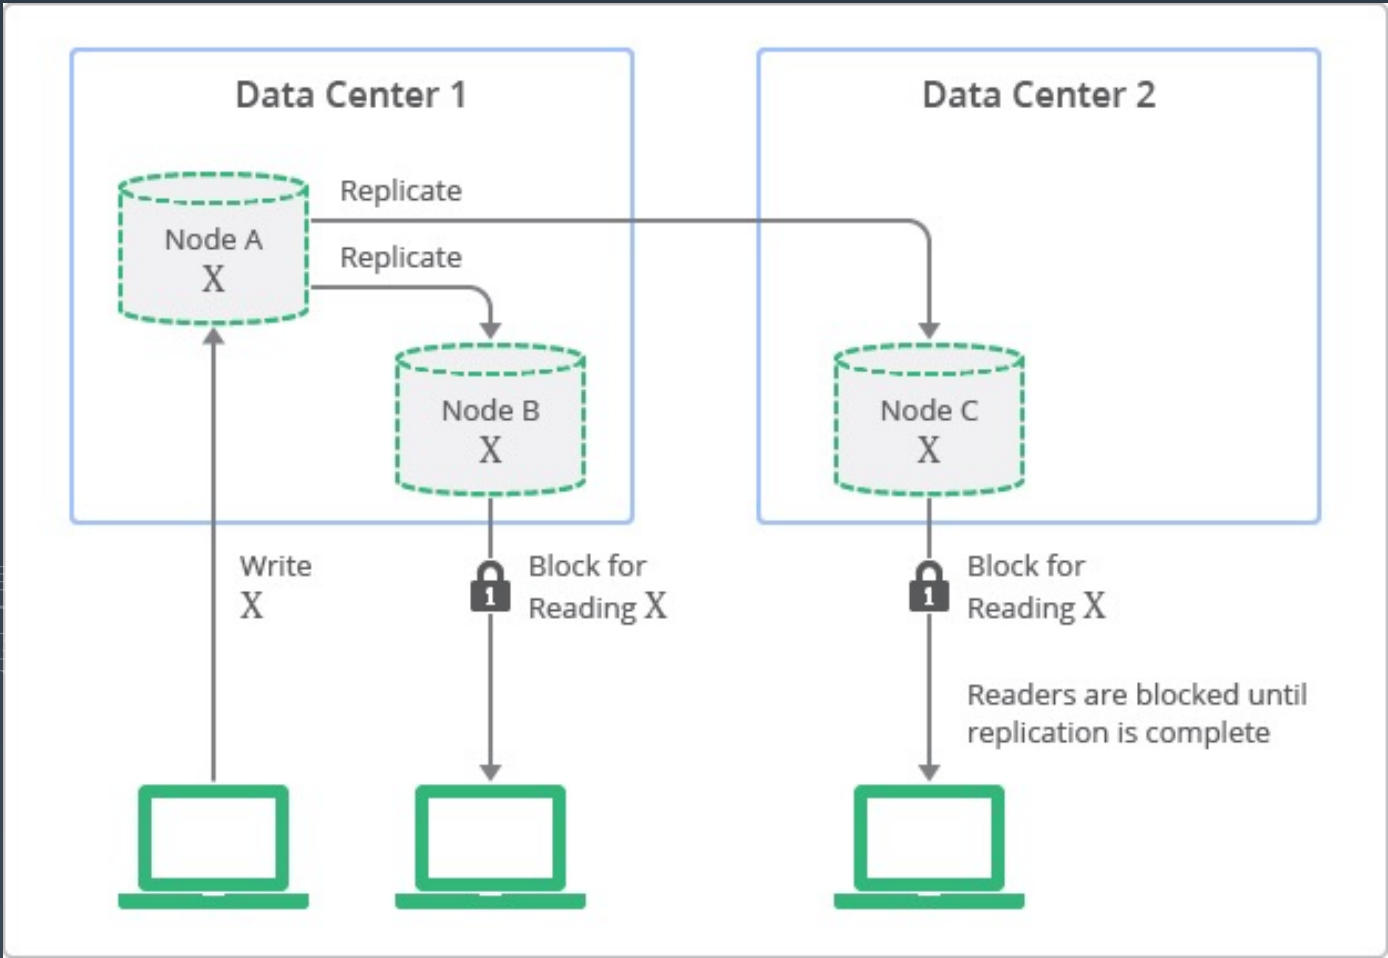 Data Center 1
Data Center 2
Replicate
Node A
X
Replicate
Node B
X
Node C
X
Write
X
1
Block for
Reading X
1
Block for
Reading X
Readers are blocked until
replication is complete